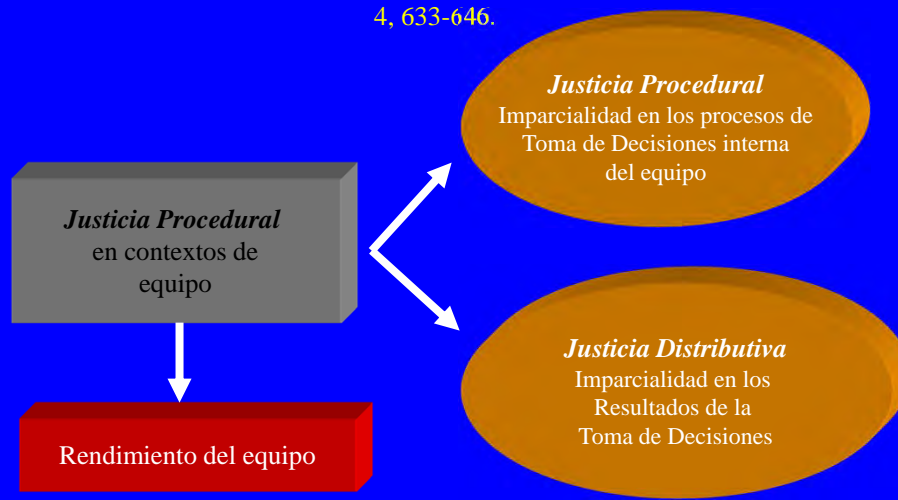 4, 633-646.
Justicia Procedural
Imparcialidad en los procesos de
Toma de Decisiones interna
del equipo
Justicia Procedural
en contextos de
equipo
Justicia Distributiva
Imparcialidad en los
Resultados de la
Toma de Decisiones
Rendimiento del equipo